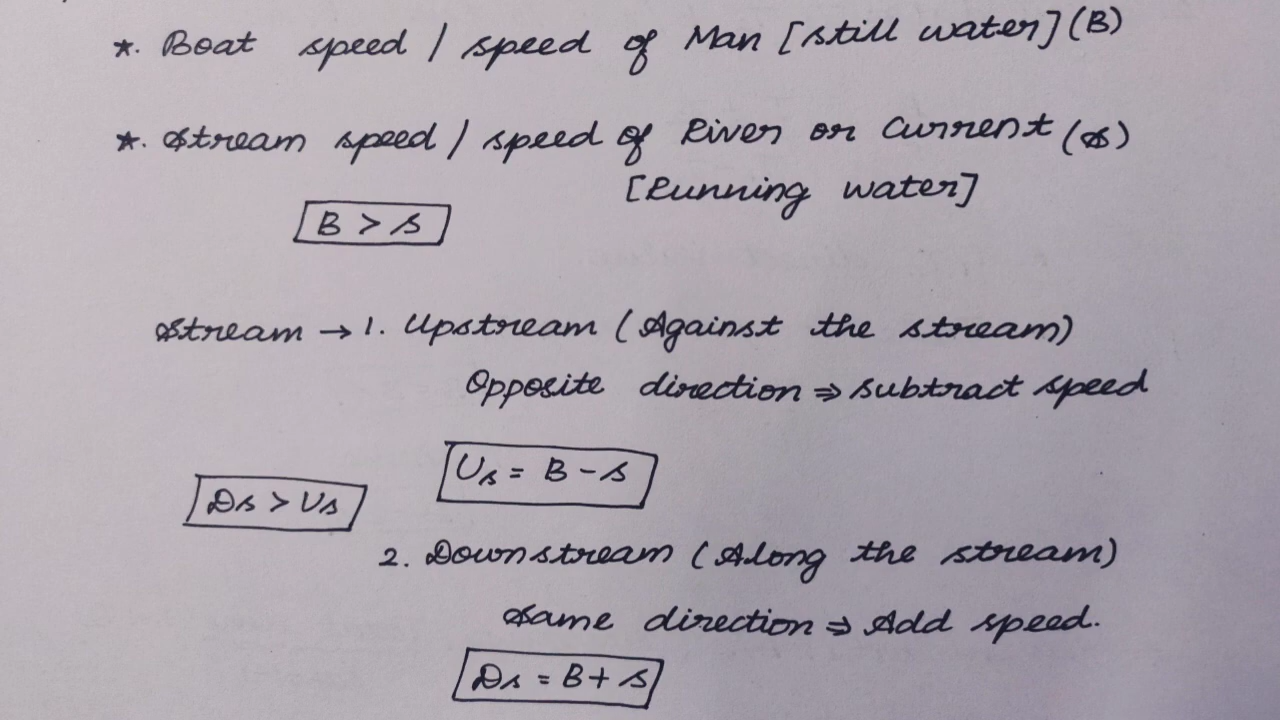 *. Boat speed / speed of Man [still water] (B)
*. Stream speed / speed of River or Current (S)
[Running water]
B > S
Stream → 1. Upstream (Against the stream)
Opposite direction ⇒ subtract speed
Us = B - S
Ds > Us
2. Downstream (Along the stream)
Same direction ⇒ Add speed.
Ds = B + S